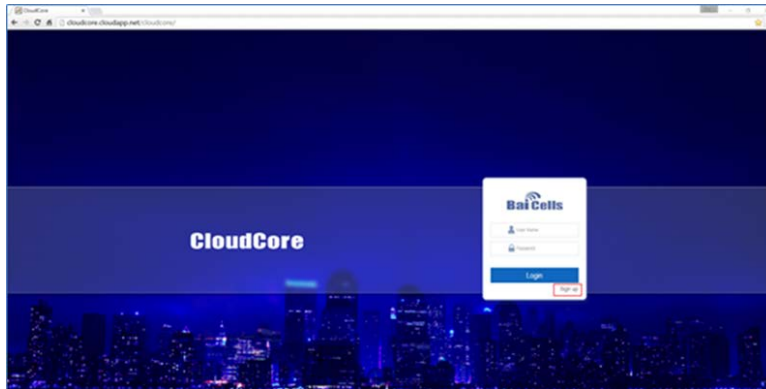 CloudCore
cloudcore.cloudapp.net/cloudcore/
BaiCells
CloudCore
User Name
Password
Login
Sign up